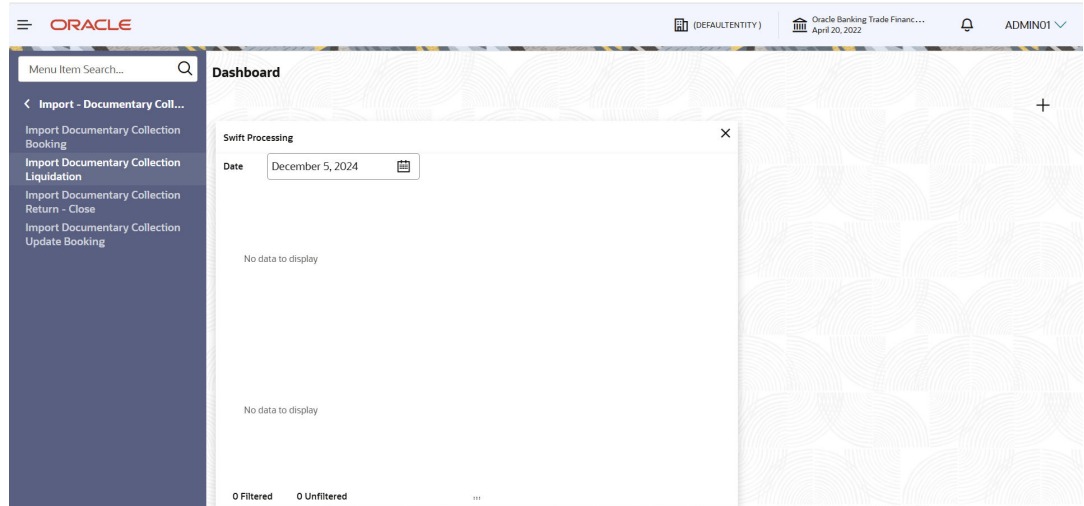 ORACLE
(DEFAULTENTITY )
Oracle Banking Trade Financ...
April 20, 2022
ADMIN01
Menu Item Search...
Import - Documentary Coll...
Import Documentary Collection
Booking
Import Documentary Collection
Liquidation
Import Documentary Collection
Return - Close
Import Documentary Collection
Update Booking
Dashboard
Swift Processing
Date
December 5, 2024
No data to display
No data to display
0 Filtered 0 Unfiltered